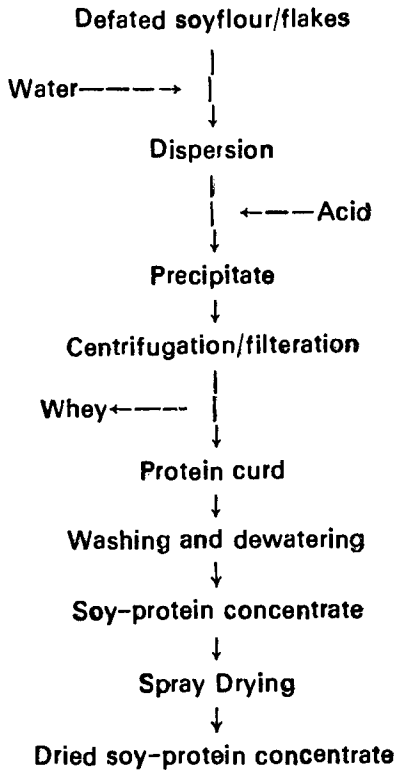 Defated soyflour/flakes
Water
Dispersion
Acid
Precipitate
Centrifugation/filteration
Whey
Protein curd
Washing and dewatering
Soy-protein concentrate
Spray Drying
Dried soy-protein concentrate